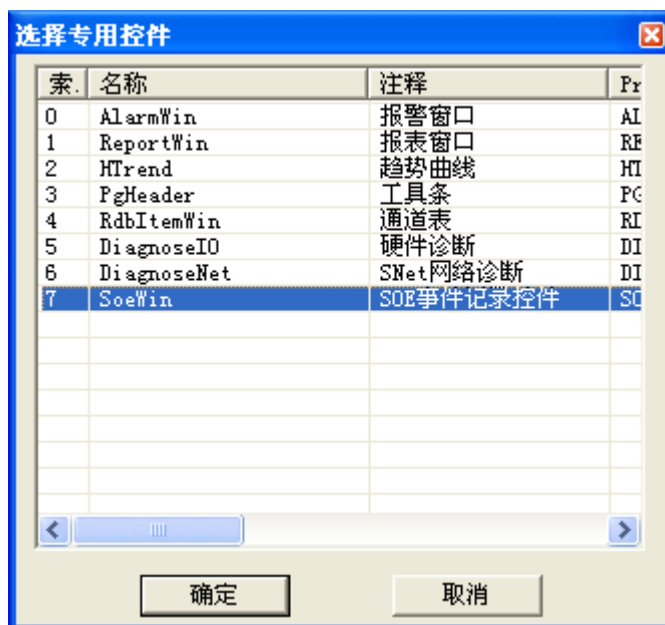 选择专用控件
索. 名称 注释 Pr
0 AlarmWin 报警窗口 AL
1 ReportWin 报表窗口 RE
2 HTrend 趋势曲线 HT
3 PgHeader 工具条 PG
4 RdbItemWin 通道表 RD
5 DiagnoseIO 硬件诊断 DI
6 DiagnoseNet SNet网络诊断 DI
7 SoeWin SOE事件记录控件 SO
确定 取消